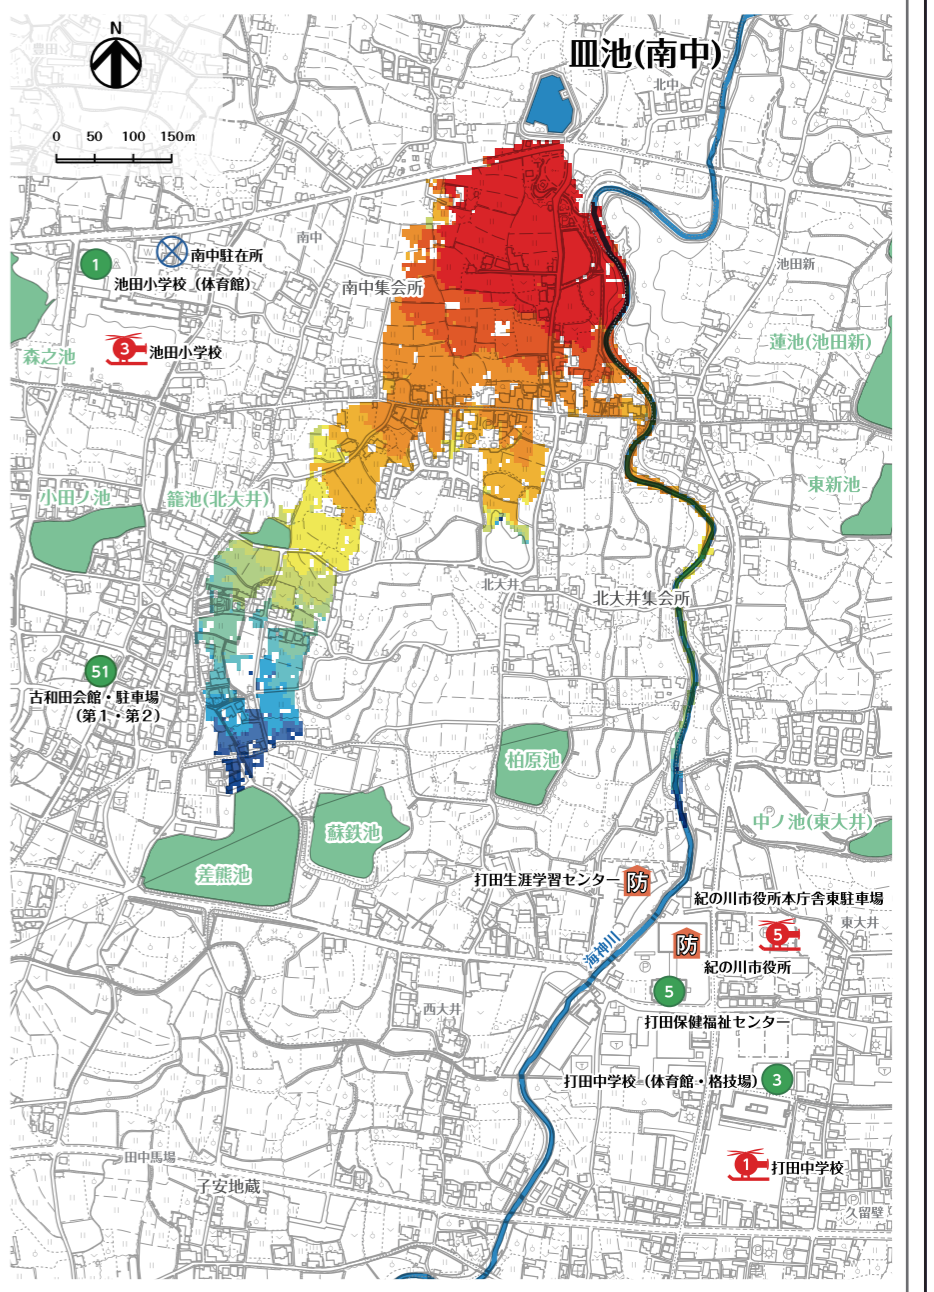 皿池(南中)
N
0 50 100 150m
豊田
北中
南中
南中駐在所
1
池田小学校（体育館）
南中集会所
池田新
3
池田小学校
森之池
蓮池(池田新)
小田ノ池
籠池(北大井)
東新池
北大井
北大井集会所
51
古和田会館・駐車場
（第１・第２）
柏原池
蘇鉄池
中ノ池(東大井)
差熊池
打田生涯学習センター
防
紀の川市役所本庁舎東駐車場
東大井
5
防
海神川
紀の川市役所
5
西大井
打田保健福祉センター
打田中学校（体育館・格技場）
3
田中馬場
1
打田中学校
子安地蔵
久留壁